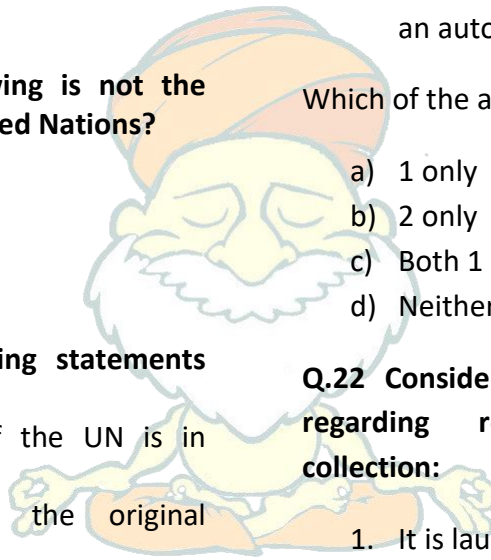 ving is not the
ed Nations?
ing statements
the UN is in
the original
an auto
Which of the a
a) 1 only
b) 2 only
c) Both 1
d) Neither
Q.22 Conside
regarding r
collection:
1. It is lau